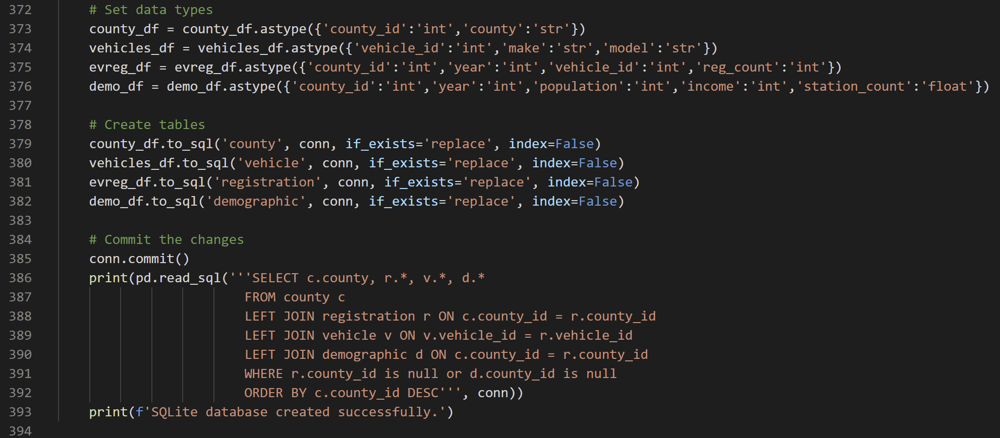 372 # Set data types
373 county_df = county_df.astype({'county_id':'int','county':'str'})
374 vehicles_df = vehicles_df.astype({'vehicle_id':'int','make':'str','model':'str'})
375 evreg_df = evreg_df.astype({'county_id':'int','year':'int','vehicle_id':'int','reg_count':'int'})
376 demo_df = demo_df.astype({'county_id':'int','year':'int','population':'int','income':'int','station_count':'float'})
377
378 # Create tables
379 county_df.to_sql('county', conn, if_exists='replace', index=False)
380 vehicles_df.to_sql('vehicle', conn, if_exists='replace', index=False)
381 evreg_df.to_sql('registration', conn, if_exists='replace', index=False)
382 demo_df.to_sql('demographic', conn, if_exists='replace', index=False)
383
384 # Commit the changes
385 conn.commit()
386 print(pd.read_sql('''SELECT c.county, r.*, v.*, d.*
387 FROM county c
388 LEFT JOIN registration r ON c.county_id = r.county_id
389 LEFT JOIN vehicle v ON v.vehicle_id = r.vehicle_id
390 LEFT JOIN demographic d ON c.county_id = r.county_id
391 WHERE r.county_id is null or d.county_id is null
392 ORDER BY c.county_id DESC''', conn))
393 print(f'SQLite database created successfully.')
394